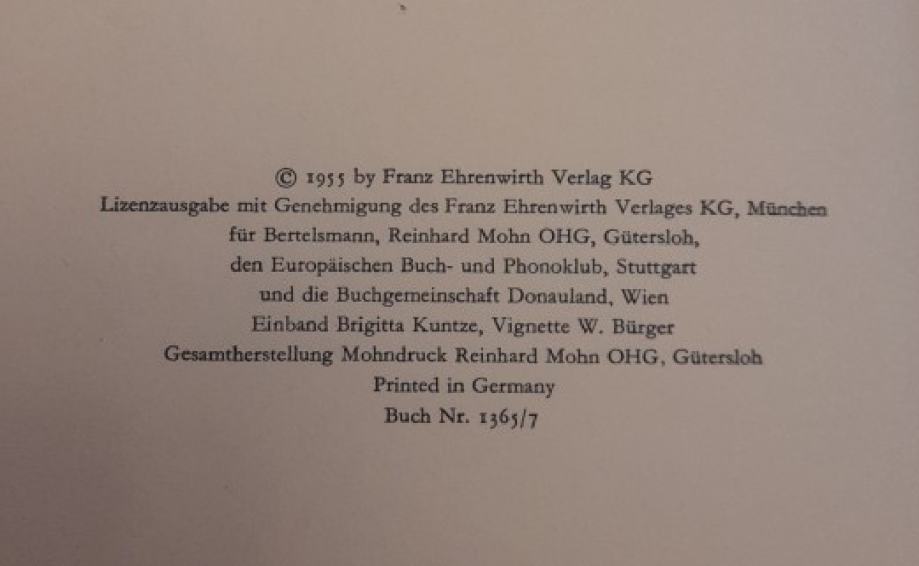 © 1955 by Franz Ehrenwirth Verlag KG
Lizenzausgabe mit Genehmigung des Franz Ehrenwirth Verlages KG, München
für Bertelsmann, Reinhard Mohn OHG, Gütersloh,
den Europäischen Buch- und Phonoklub, Stuttgart
und die Buchgemeinschaft Donauland, Wien
Einband Brigitta Kuntze, Vignette W. Bürger
Gesamtherstellung Mohndruck Reinhard Mohn OHG, Gütersloh
Printed in Germany
Buch Nr. 1365/7